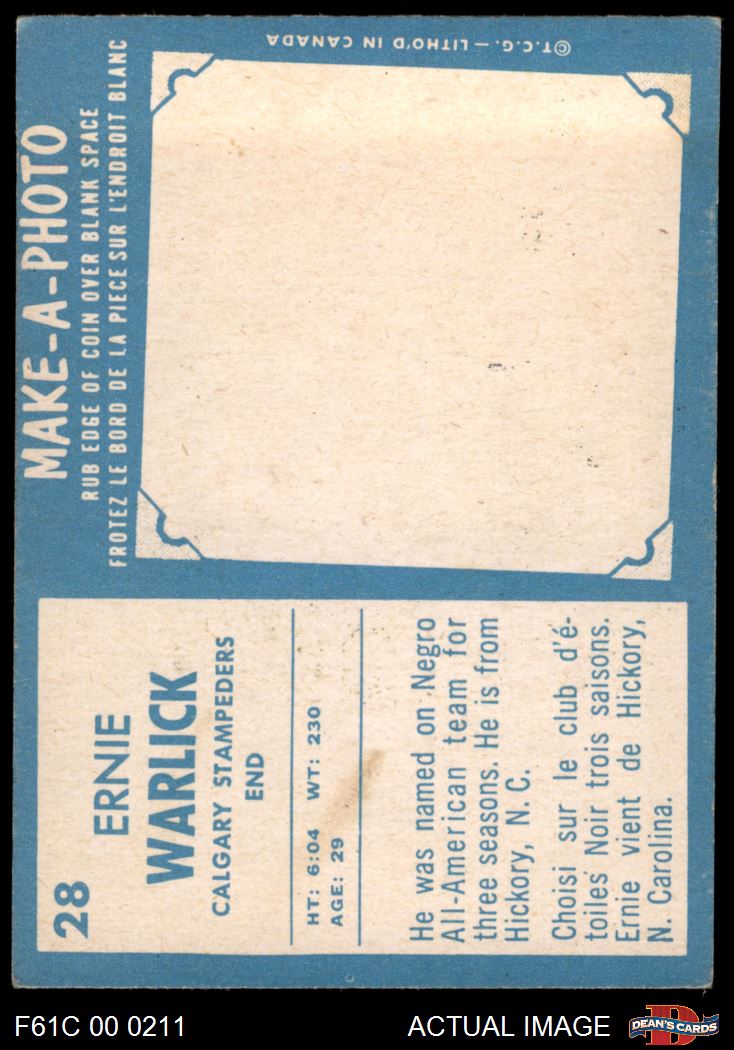 28
ERNIE
WARLICK
CALGARY STAMPEDERS
END
HT: 6:04 WT: 230
AGE: 29
He was named on Negro
All-American team for
three seasons. He is from
Hickory, N. C.
Choisi sur le club d'é-
toiles Noir trois saisons.
Ernie vient de Hickory,
N. Carolina.
MAKE-A-PHOTO
RUB EDGE OF COIN OVER BLANK SPACE
FROTEZ LE BORD DE LA PIECE SUR L'ENDROIT BLANC
©T.C.G.—LITHO'D IN CANADA
F61C 00 0211
ACTUAL IMAGE
DEAN'S CARDS